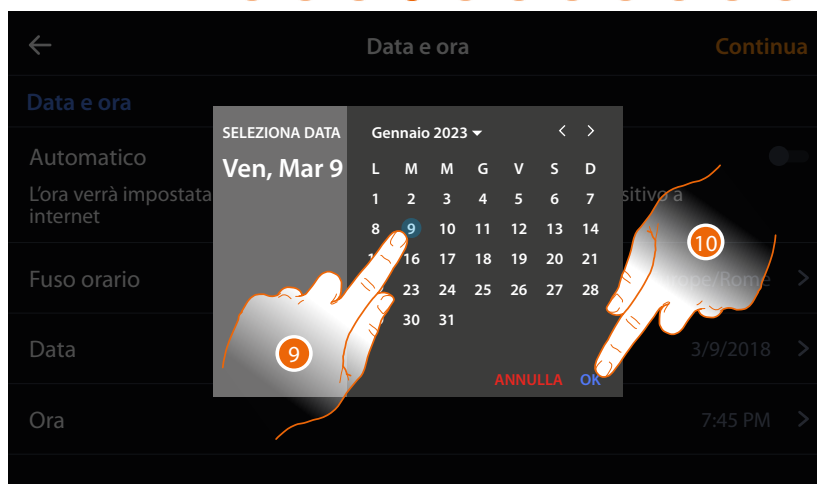 Data e ora Continua
Data e ora
SELEZIONA DATA Gennaio 2023
Automatico Ven, Mar 9 L M M G V S D
L'ora verrà impostata 1 2 3 4 5 6 7 sitivo a
internet
8 9 10 11 12 13 14
10
16 17 18 19 20 21
Fuso orario ope/Rome
23 24 25 26 27 28
30 31
Data 9 3/9/2018
ANNULLA OK
Ora 7:45 PM